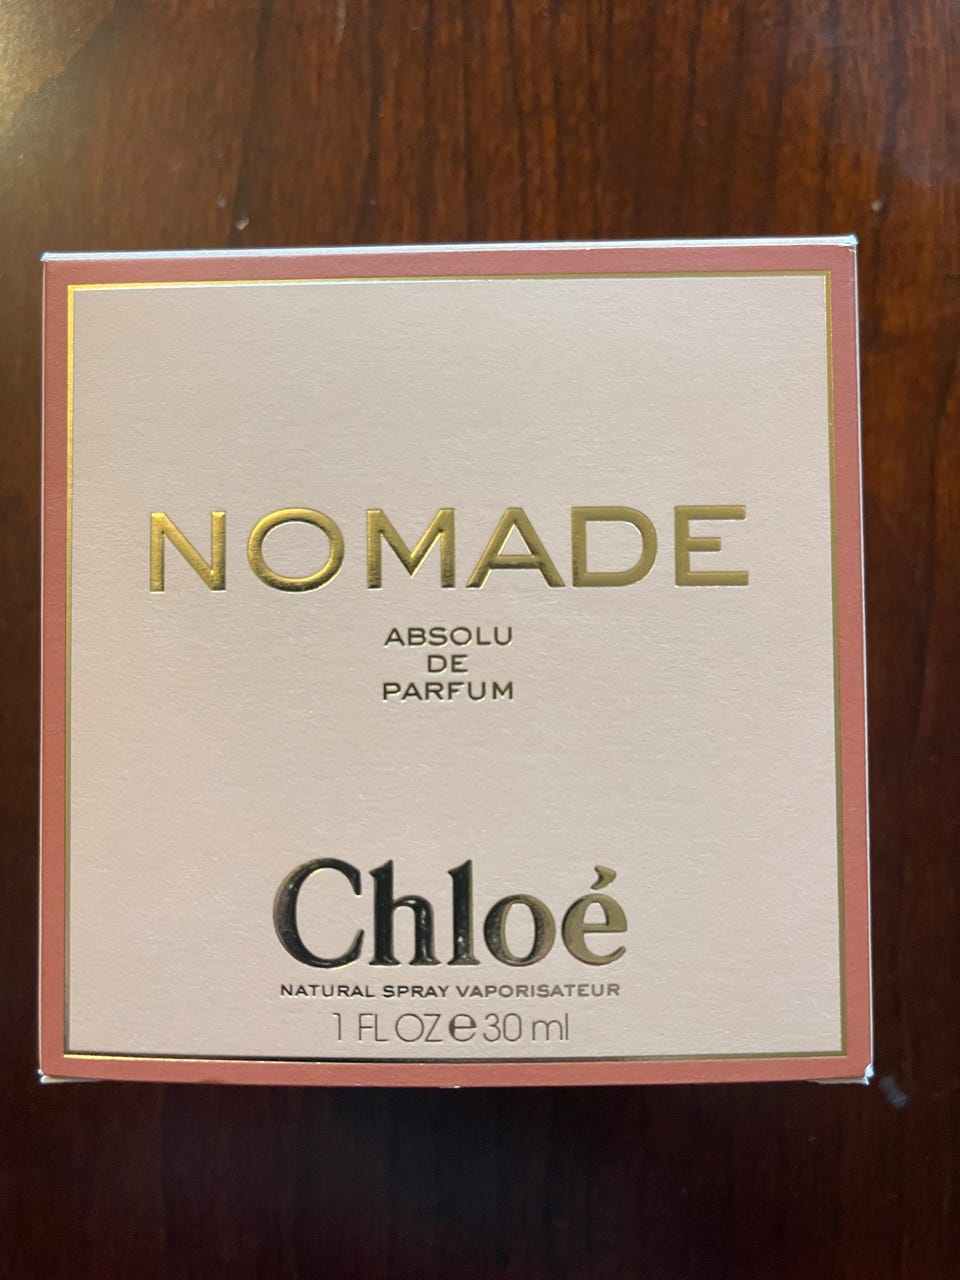 NOMADE
ABSOLU
DE
PARFUM
Chloé
NATURAL SPRAY VAPORISATEUR
1 FL OZ ℮ 30 ml